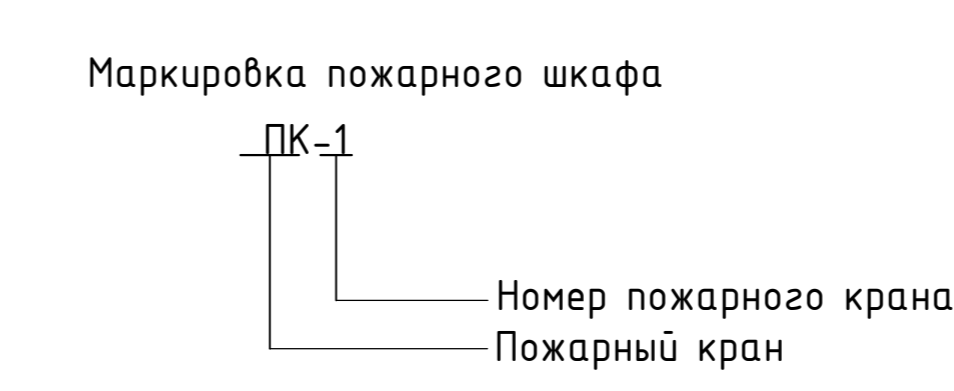 Маркировка пожарного шкафа
ПК-1
Номер пожарного крана
Пожарный кран